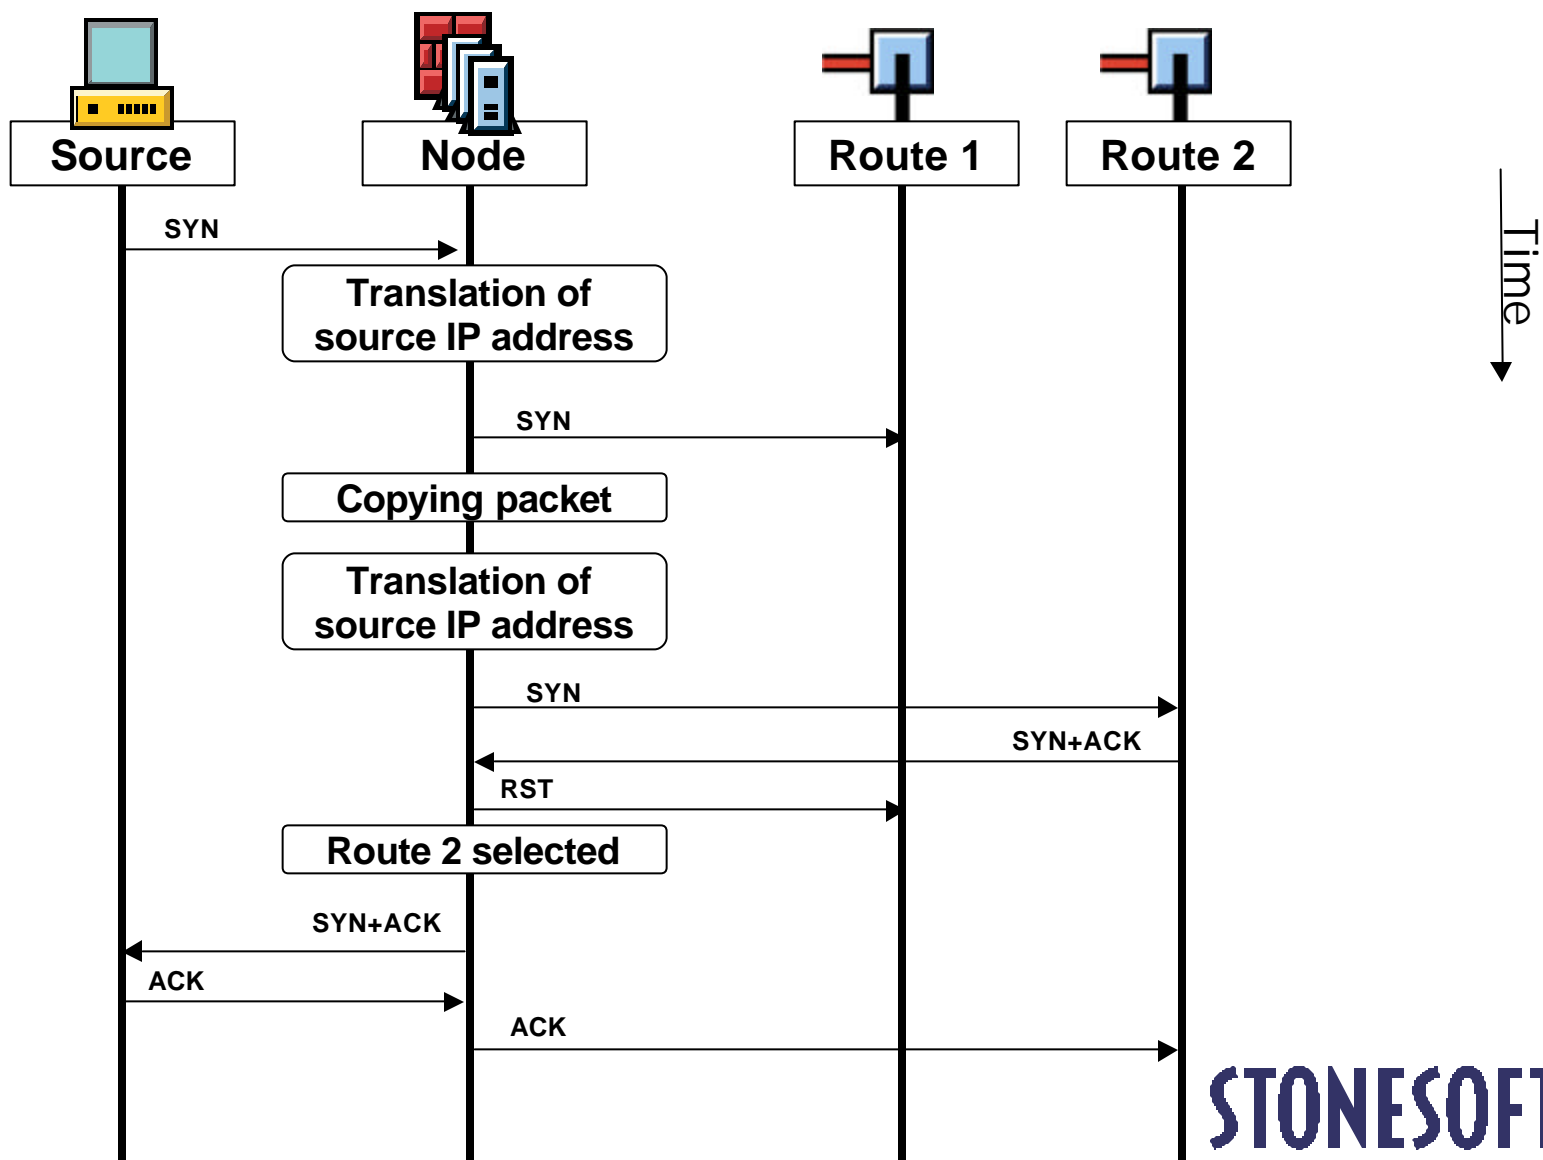 Source
Node
Route 1
Route 2
Time
SYN
Translation of
source IP address
SYN
Copying packet
Translation of
source IP address
SYN
SYN+ACK
RST
Route 2 selected
SYN+ACK
ACK
ACK
STONESOFT